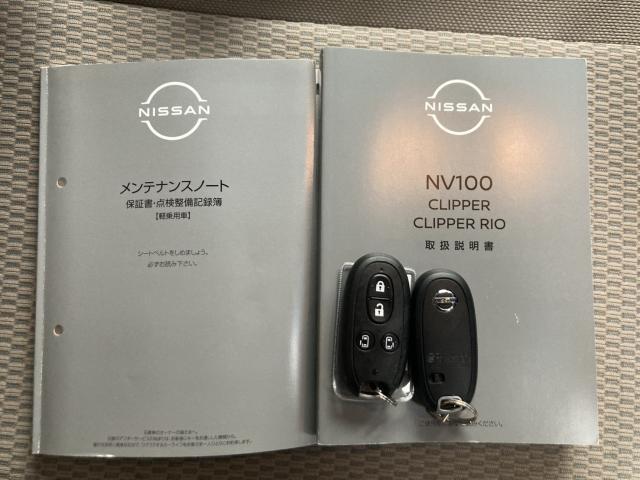 NISSAN
メンテナンスノート
保証書・点検整備記録簿
【軽乗用車】
シートベルトをしめましょう。
必ずお読み下さい。
NISSAN
NV100
CLIPPER
CLIPPER RIO
取扱説明書
NISSAN